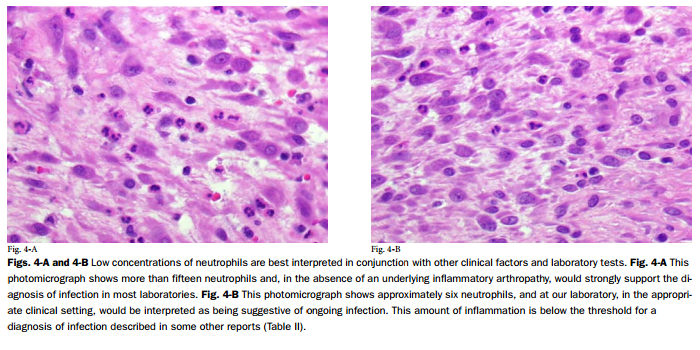 Fig. 4-A
Fig. 4-B
Figs. 4-A and 4-B Low concentrations of neutrophils are best interpreted in conjunction with other clinical factors and laboratory tests. Fig. 4-A This
photomicrograph shows more than fifteen neutrophils and, in the absence of an underlying inflammatory arthropathy, would strongly support the di-
agnosis of infection in most laboratories. Fig. 4-B This photomicrograph shows approximately six neutrophils, and at our laboratory, in the appropri-
ate clinical setting, would be interpreted as being suggestive of ongoing infection. This amount of inflammation is below the threshold for a
diagnosis of infection described in some other reports (Table II).